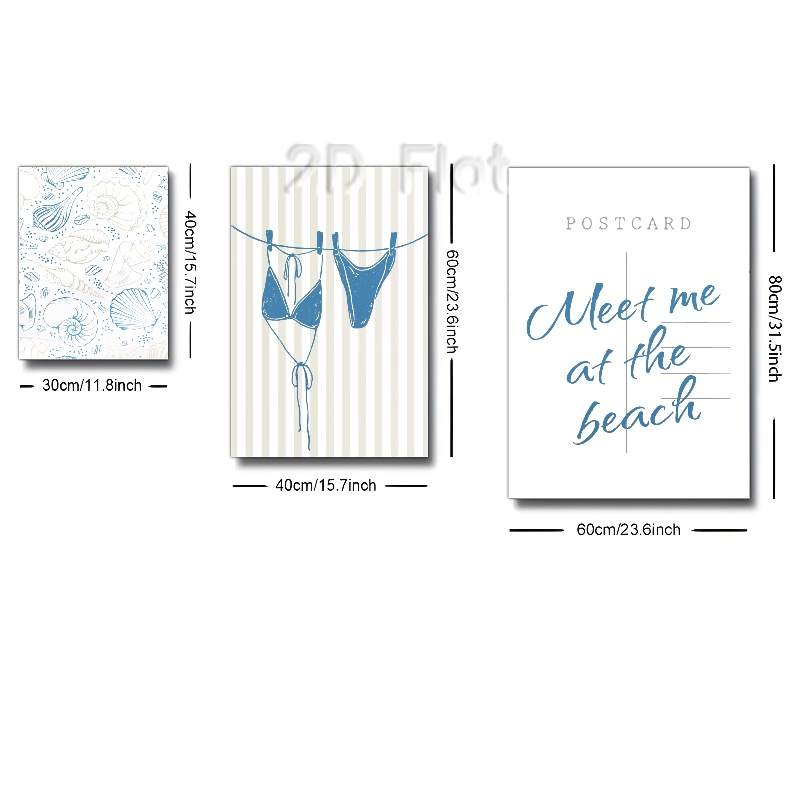 2D Flat
40cm/15.7inch
30cm/11.8inch
60cm/23.6inch
40cm/15.7inch
POSTCARD
Meet me
at the
beach
80cm/31.5inch
60cm/23.6inch